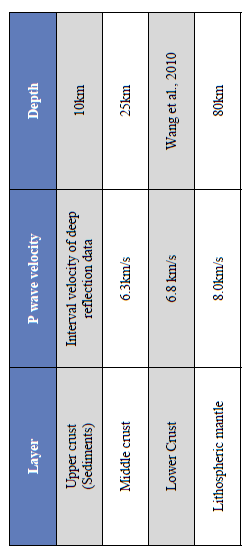 Layer P wave velocity Depth
Upper crust
(Sediments)
Interval velocity of deep
reflection data
10km
Middle crust 6.3km/s 25km
Lower Crust 6.8 km/s Wang et al., 2010
Lithospheric mantle 8.0km/s 80km